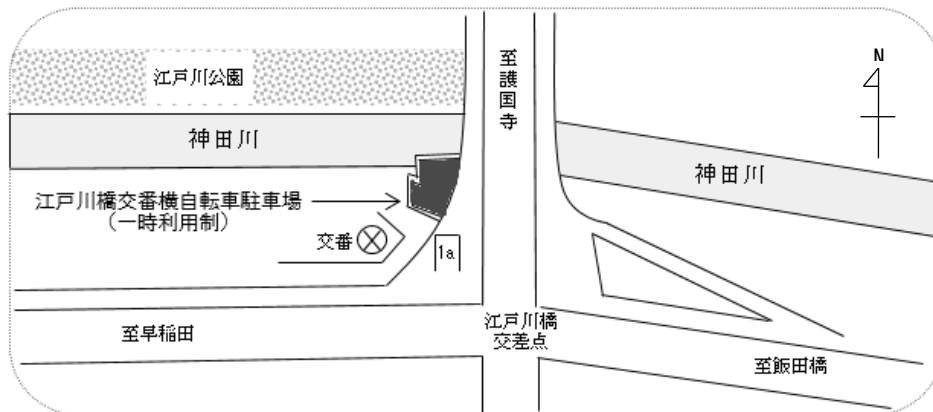 江戸川公園
至護国寺
N
神田川
神田川
江戸川橋交番横自転車駐車場
（一時利用制）
交番
1a
至早稲田
江戸川橋
交差点
至飯田橋